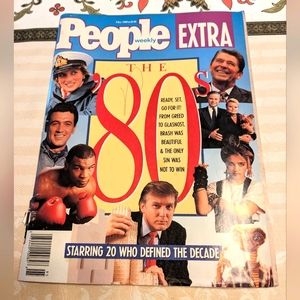 People weekly EXTRA
THE
'80s
READY, SET,
GO FOR IT!
FROM GREED
TO GLASNOST,
BRASH WAS
BEAUTIFUL
& THE ONLY
SIN WAS
NOT TO WIN
STARRING 20 WHO DEFINED THE DECADE